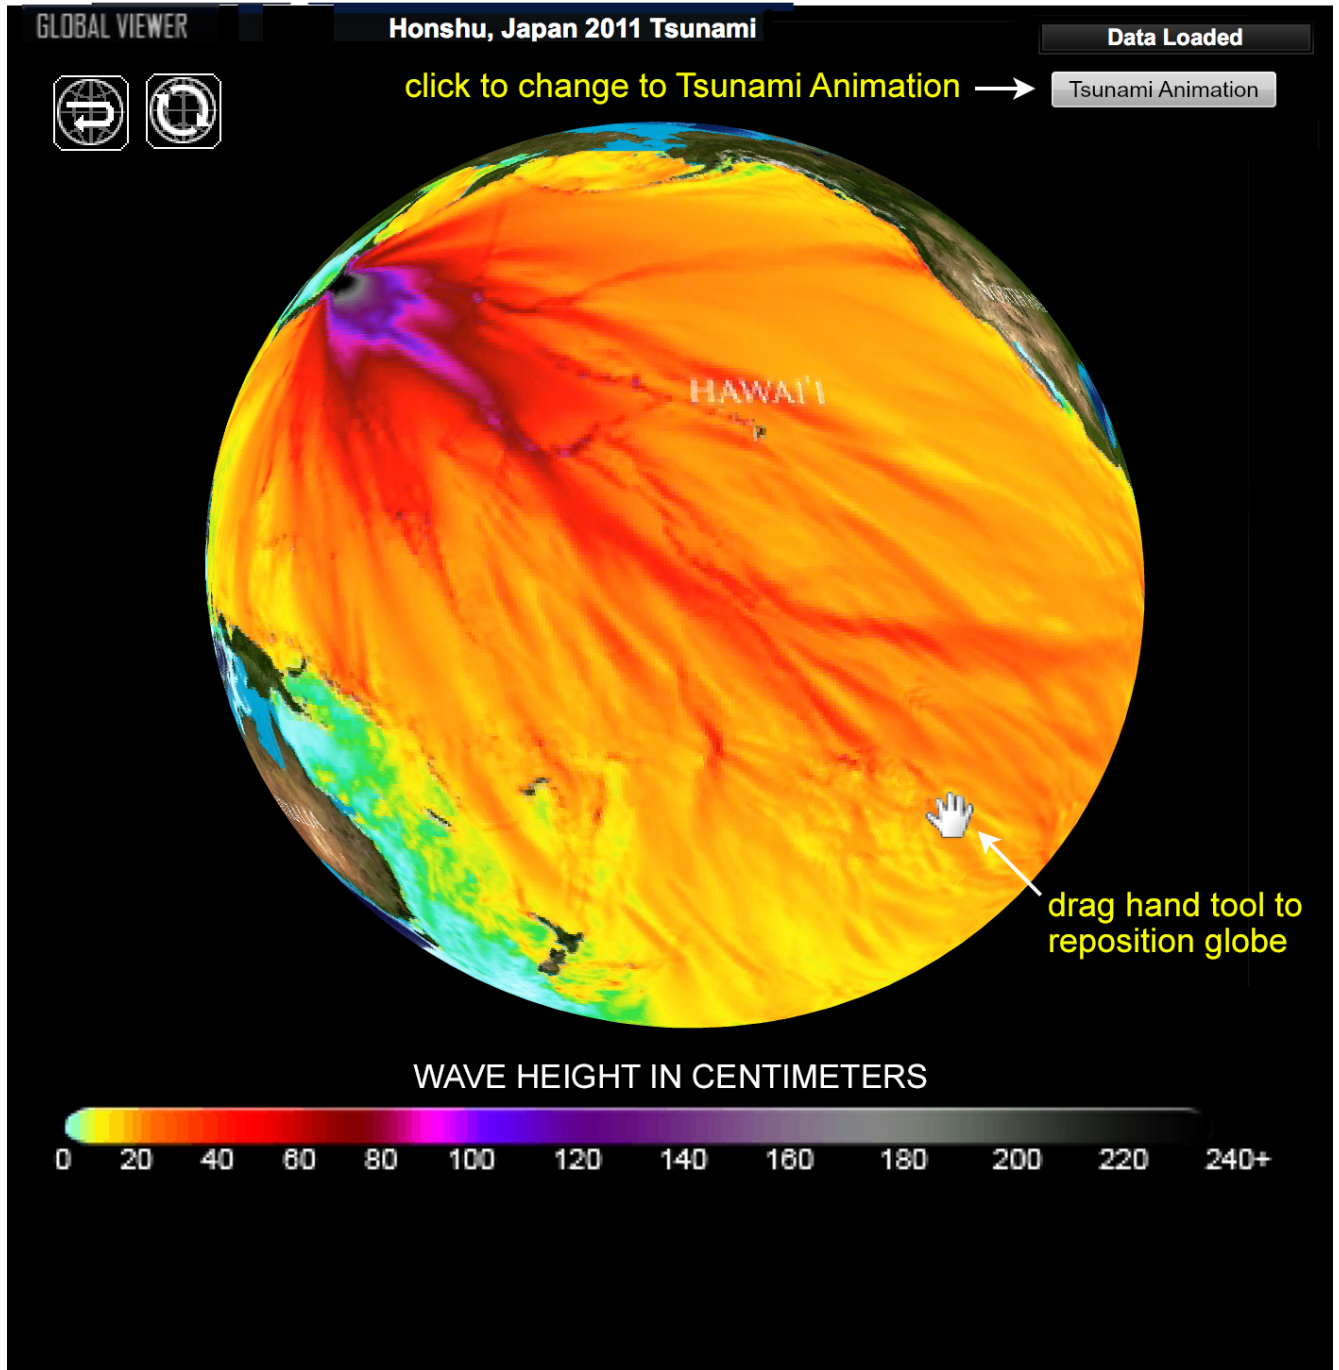 GLOBAL VIEWER
Honshu, Japan 2011 Tsunami
Data Loaded
click to change to Tsunami Animation
Tsunami Animation
HAWAI'I
drag hand tool to
reposition globe
WAVE HEIGHT IN CENTIMETERS
0 20 40 60 80 100 120 140 160 180 200 220 240+